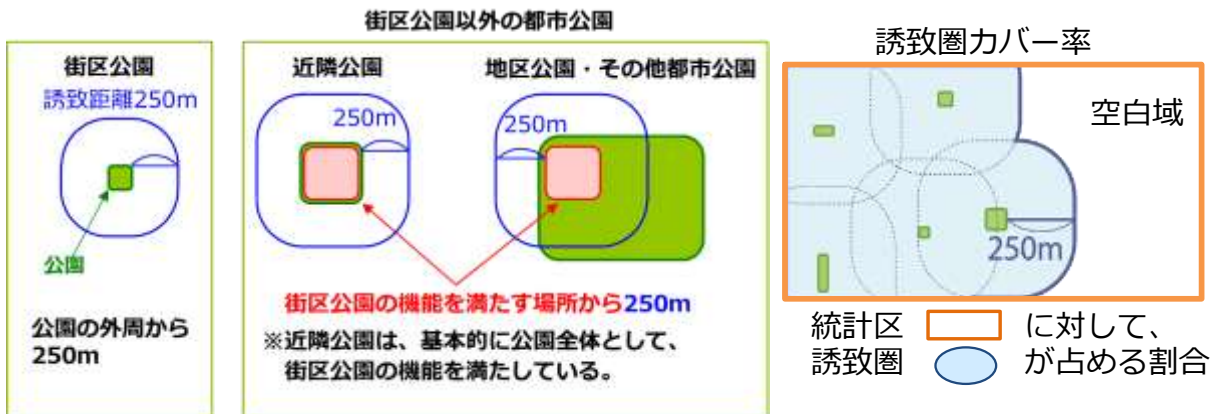 街区公園以外の都市公園
街区公園
誘致距離250m
公園
公園の外周から
250m
近隣公園
250m
地区公園・その他都市公園
250m
街区公園の機能を満たす場所から250m
※近隣公園は、基本的に公園全体として、
街区公園の機能を満たしている。
誘致圏カバー率
空白域
250m
統計区 に対して、
誘致圏 が占める割合